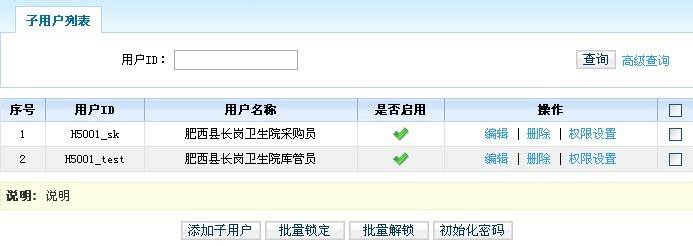 子用户列表
用户ID： 查询 高级查询
序号 用户ID 用户名称 是否启用 操作
1 H5001_sk 肥西县长岗卫生院采购员 编辑 | 删除 | 权限设置
2 H5001_test 肥西县长岗卫生院库管员 编辑 | 删除 | 权限设置
说明： 说明
添加子用户 批量锁定 批量解锁 初始化密码